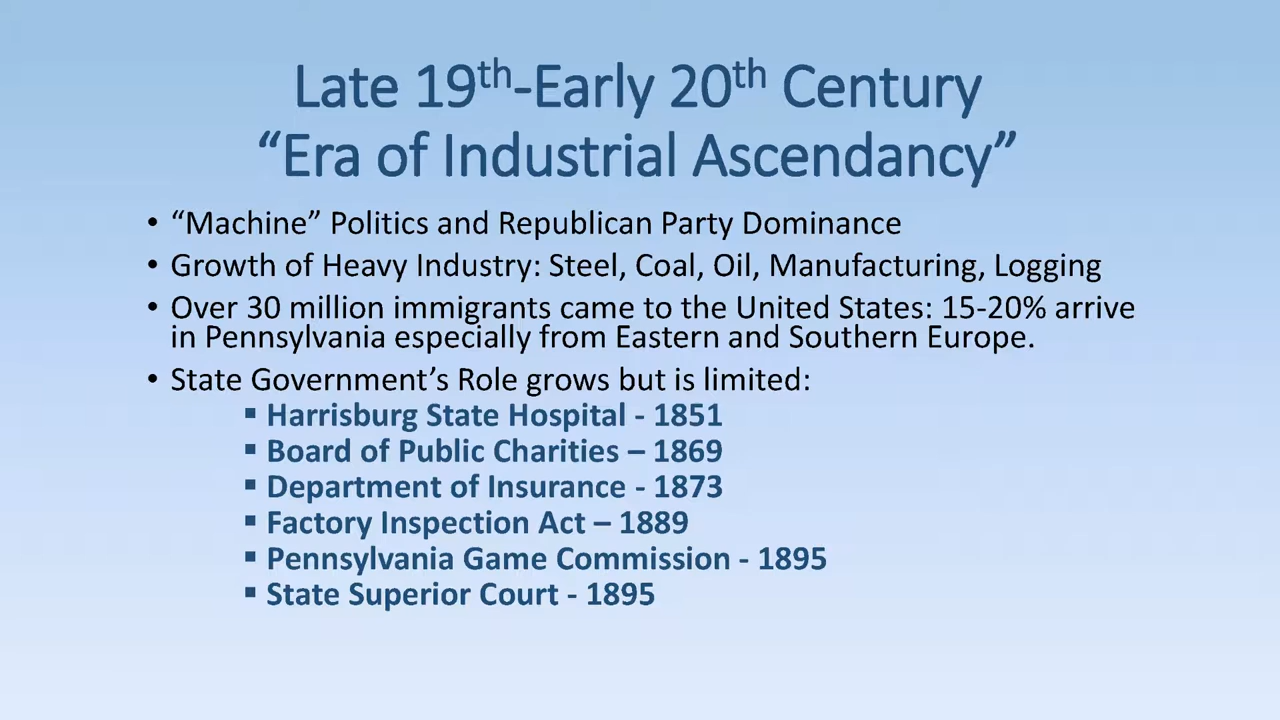 Late 19th-Early 20th Century
“Era of Industrial Ascendancy”
• “Machine” Politics and Republican Party Dominance
• Growth of Heavy Industry: Steel, Coal, Oil, Manufacturing, Logging
• Over 30 million immigrants came to the United States: 15-20% arrive
in Pennsylvania especially from Eastern and Southern Europe.
• State Government’s Role grows but is limited:
▪ Harrisburg State Hospital - 1851
▪ Board of Public Charities – 1869
▪ Department of Insurance - 1873
▪ Factory Inspection Act – 1889
▪ Pennsylvania Game Commission - 1895
▪ State Superior Court - 1895